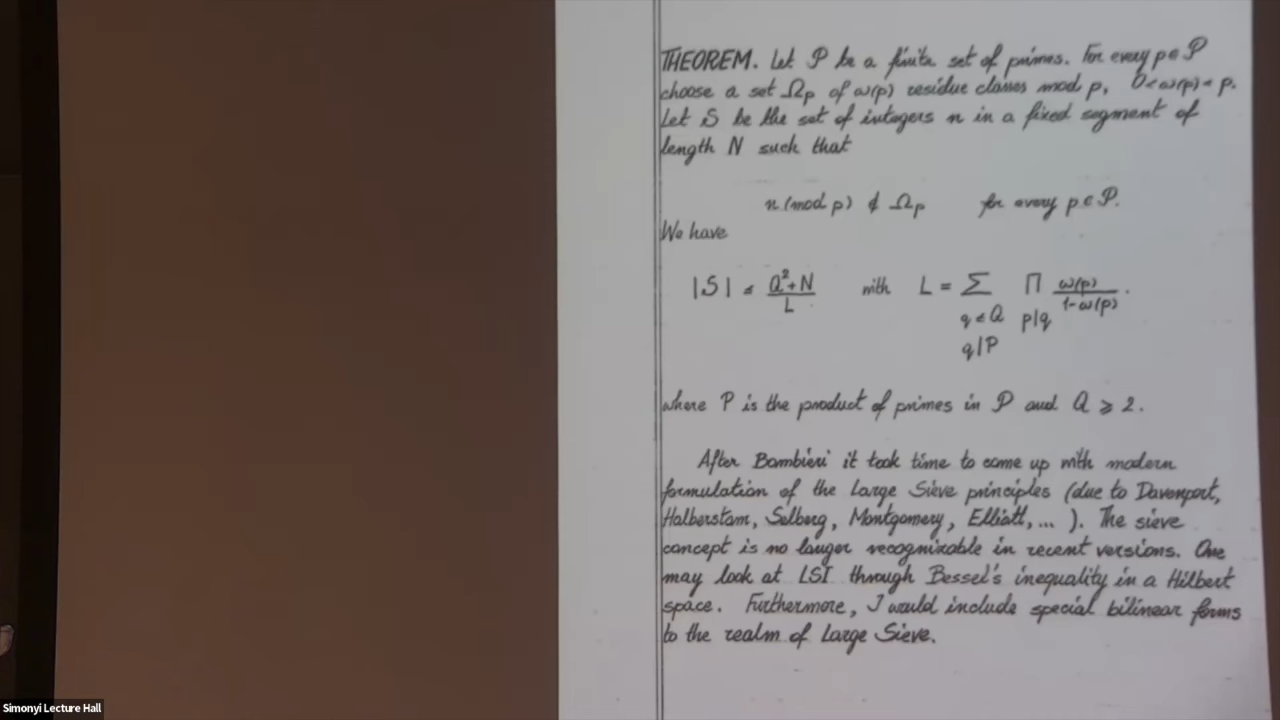 THEOREM. Let P be a finite set of primes. For every p ∈ P
choose a set Ωp of ω(p) residue classes mod p, 0 < ω(p) < p.
Let S be the set of integers n in a fixed segment of
length N such that
n (mod p) ∉ Ωp for every p ∈ P.
We have
|S| ≤ (Q² + N)/L with L = Σ_{q ≤ Q, q|P} Π_{p|q} ω(p)/(1-ω(p)).
where P is the product of primes in P and Q ⩾ 2.
After Bombieri it took time to come up with modern
formulation of the Large Sieve principles (due to Davenport,
Halberstam, Selberg, Montgomery, Elliott, ... ). The sieve
concept is no longer recognizable in recent versions. One
may look at LSI through Bessel's inequality in a Hilbert
space. Furthermore, I would include special bilinear forms
to the realm of Large Sieve.
Simonyi Lecture Hall